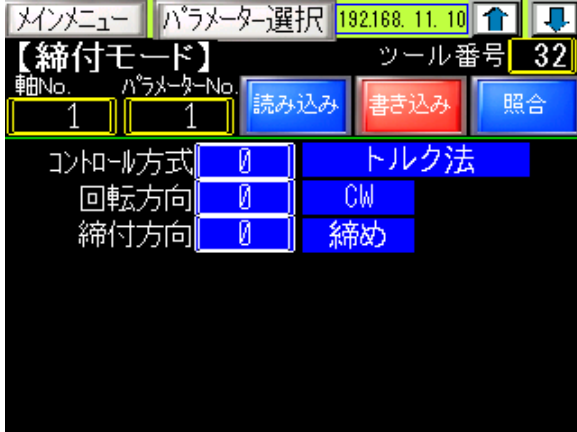 メインメニュー パラメーター選択 192.168. 11. 10
【締付モード】 ツール番号 32
軸No. パラメーターNo.
1 1 読み込み 書き込み 照合
コントロール方式 0 トルク法
回転方向 0 CW
締付方向 0 締め